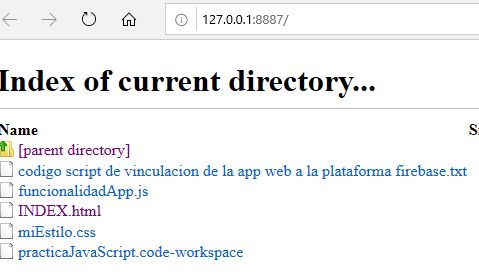 127.0.0.1:8887/
Index of current directory...
Name
[parent directory]
codigo script de vinculacion de la app web a la plataforma firebase.txt
funcionalidadApp.js
INDEX.html
miEstilo.css
practicaJavaScript.code-workspace